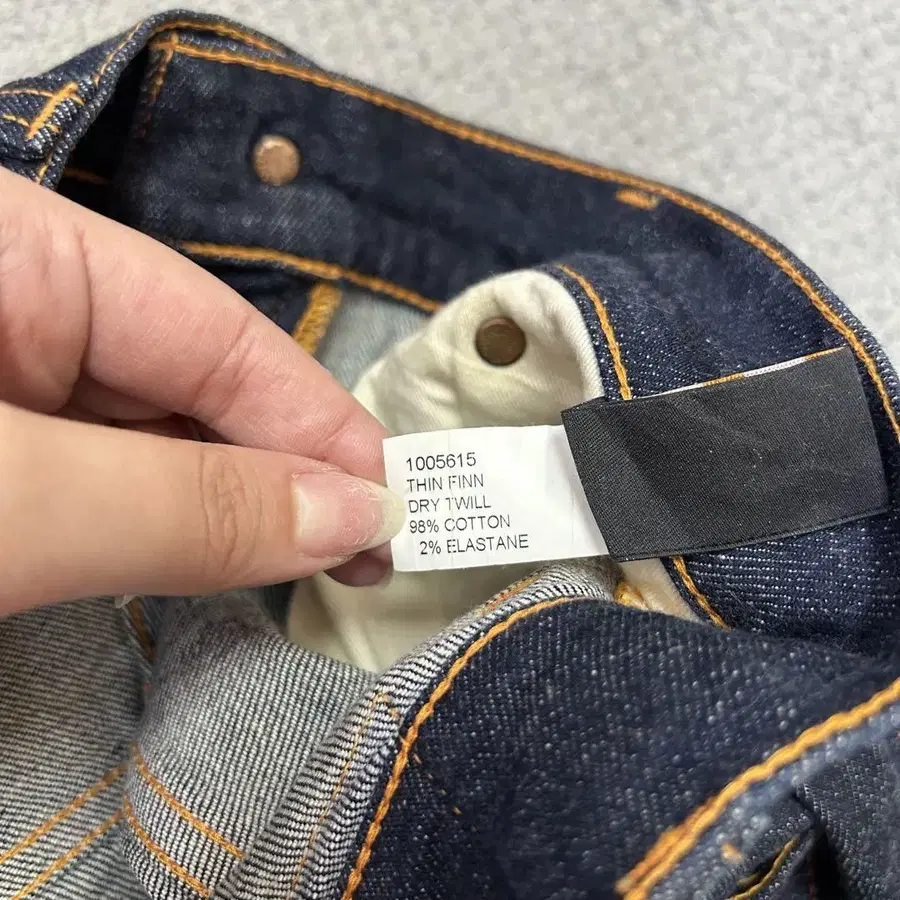 1005615
THIN FINN
DRY TWILL
98% COTTON
2% ELASTANE